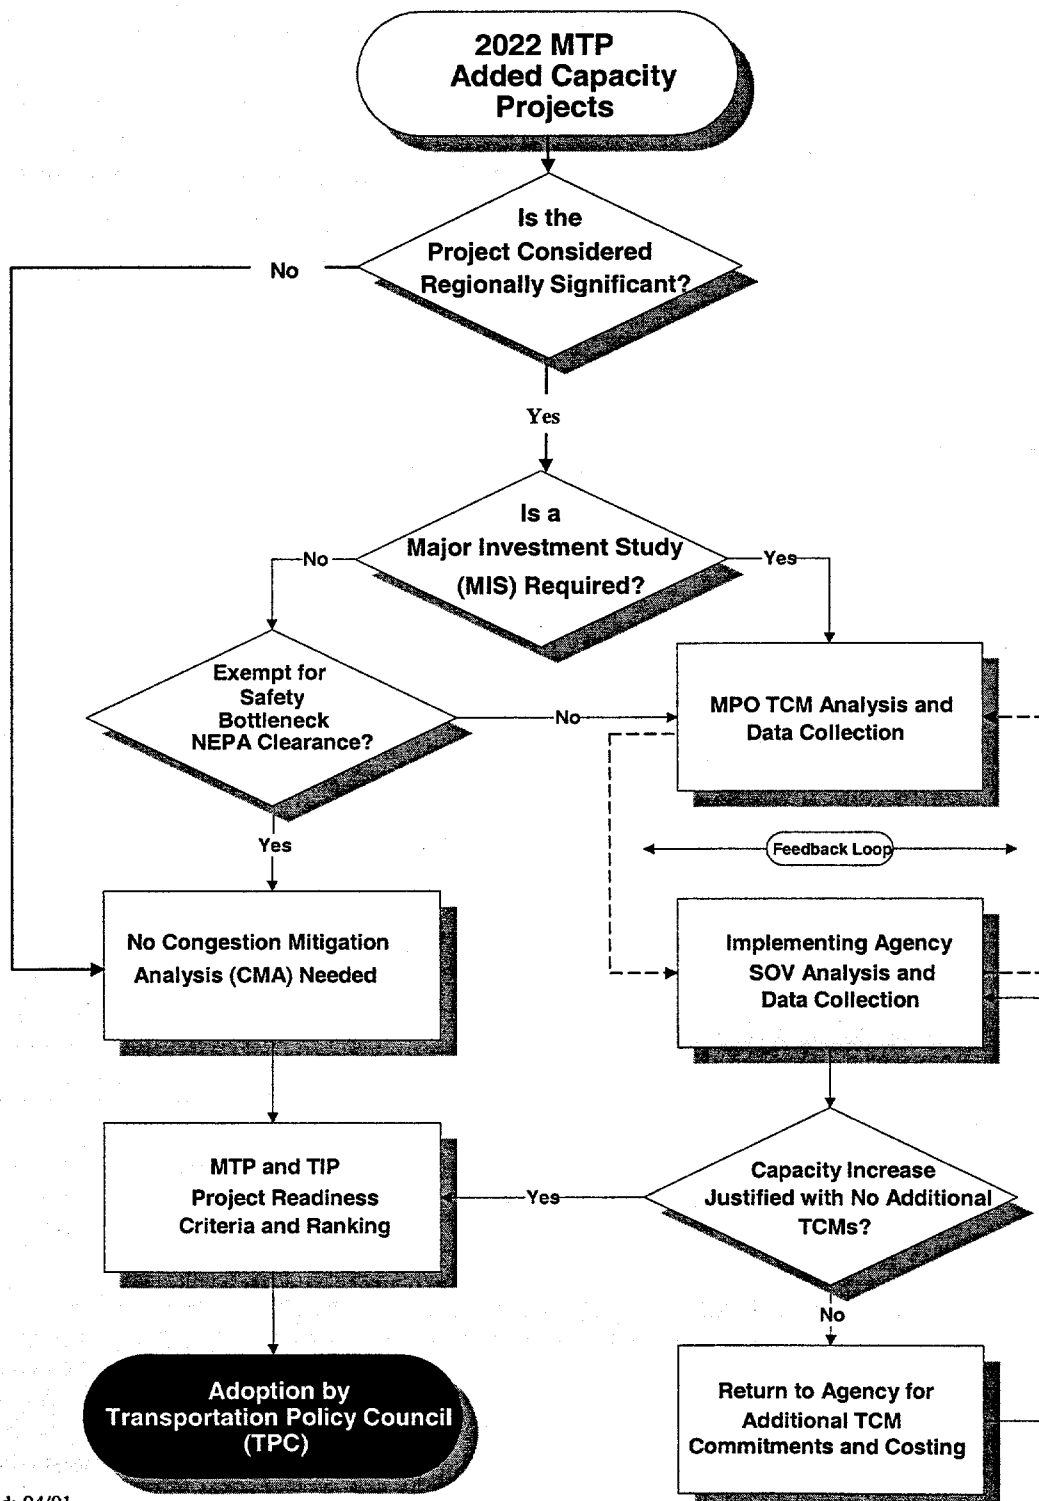 2022 MTP
Added Capacity
Projects
Is the
Project Considered
Regionally Significant?
No
Yes
Is a
Major Investment Study
(MIS) Required?
No
Yes
Exempt for
Safety
Bottleneck
NEPA Clearance?
No
MPO TCM Analysis and
Data Collection
Yes
Feedback Loop
No Congestion Mitigation
Analysis (CMA) Needed
Implementing Agency
SOV Analysis and
Data Collection
MTP and TIP
Project Readiness
Criteria and Ranking
Yes
Capacity Increase
Justified with No Additional
TCMs?
No
Adoption by
Transportation Policy Council
(TPC)
Return to Agency for
Additional TCM
Commitments and Costing